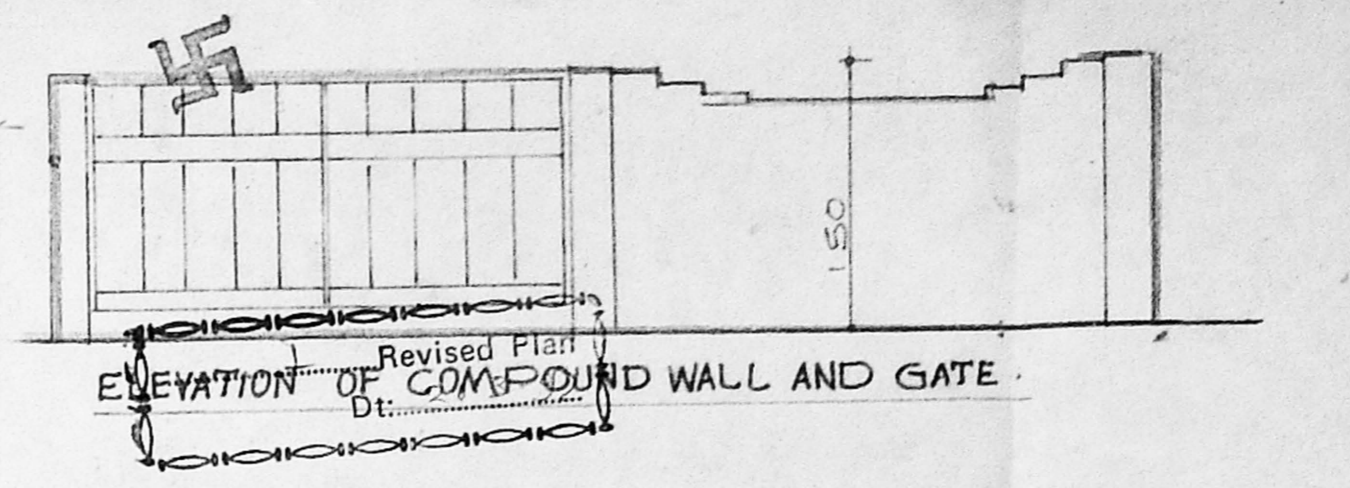 150
Revised Plan
ELEVATION OF COMPOUND WALL AND GATE.
Dt: